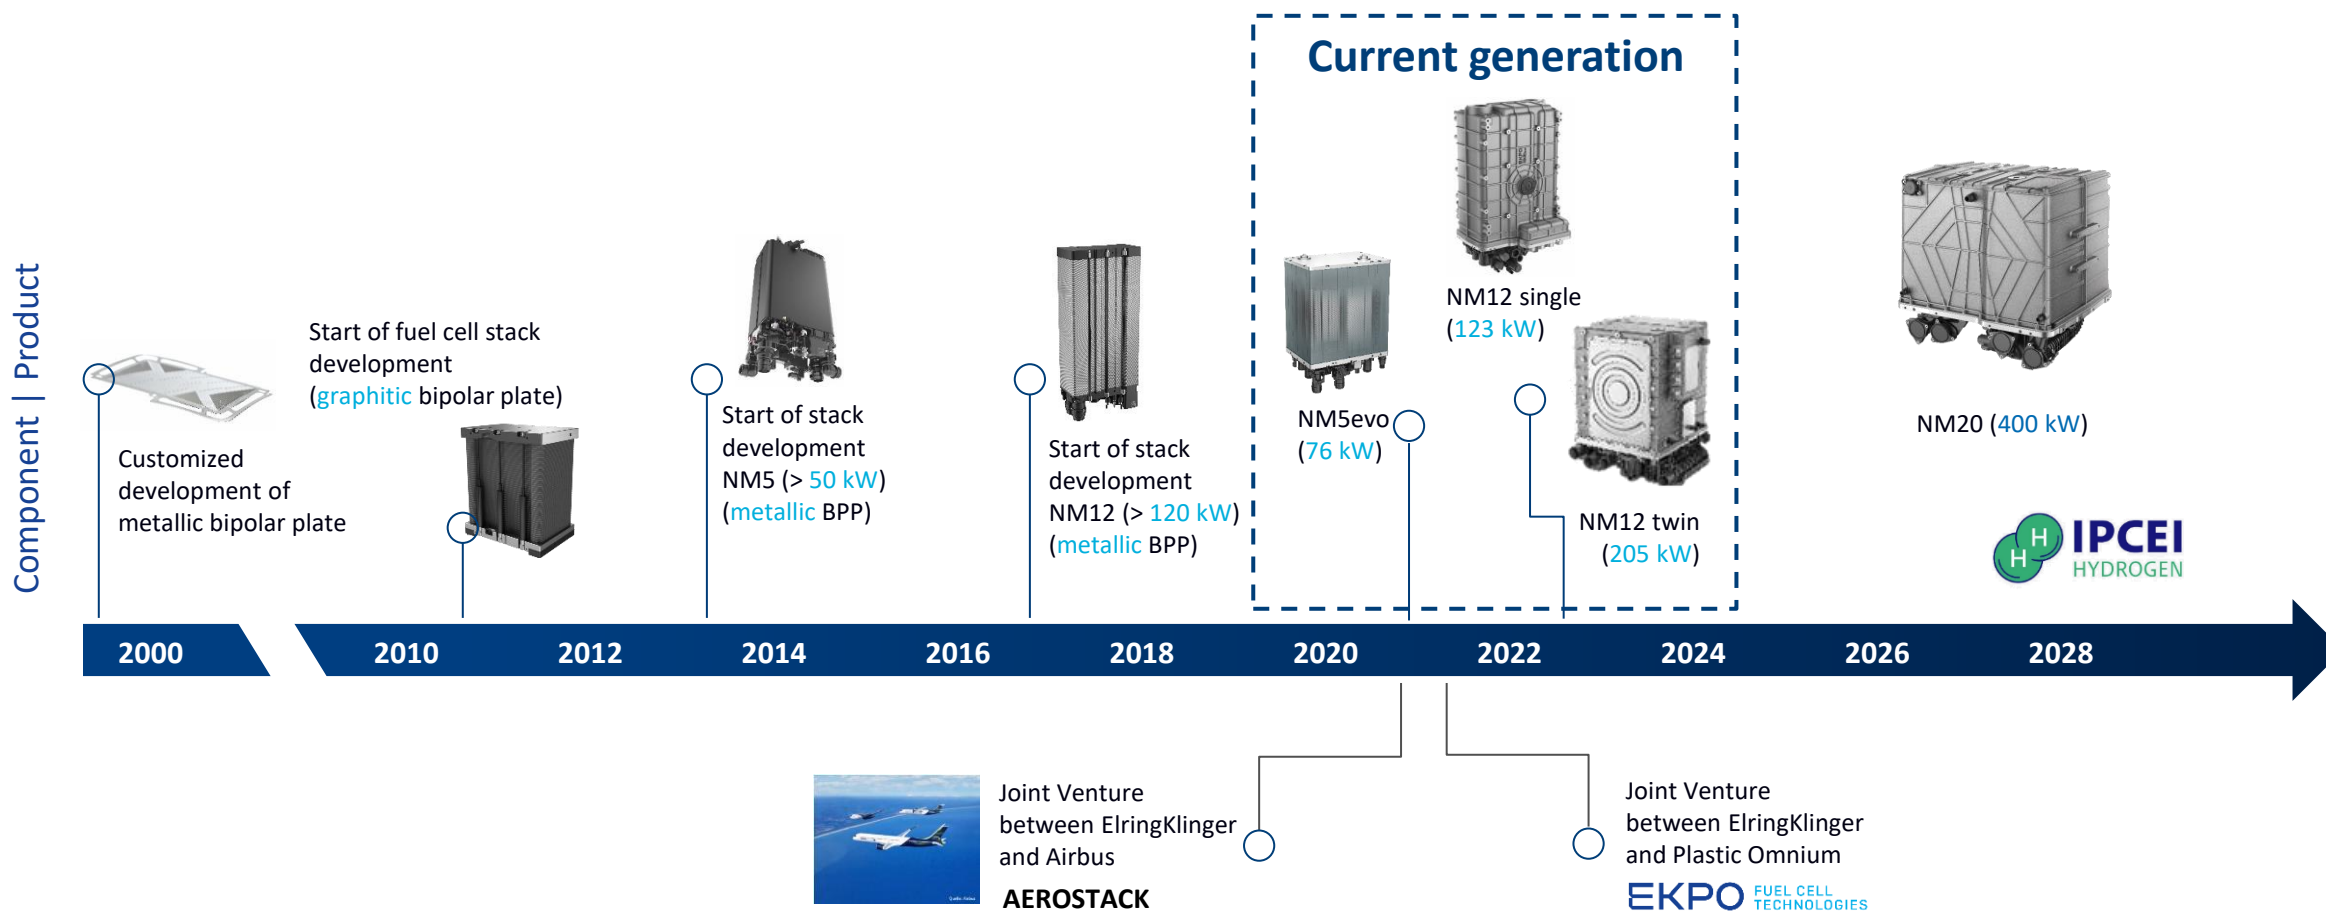 Current generation
Component | Product
Customized
development of
metallic bipolar plate
Start of fuel cell stack
development
(graphitic bipolar plate)
Start of stack
development
NM5 (> 50 kW)
(metallic BPP)
Start of stack
development
NM12 (> 120 kW)
(metallic BPP)
NM5evo
(76 kW)
NM12 single
(123 kW)
NM12 twin
(205 kW)
NM20 (400 kW)
H H
IPCEI
HYDROGEN
2000 2010 2012 2014 2016 2018 2020 2022 2024 2026 2028
Joint Venture
between ElringKlinger
and Airbus
AEROSTACK
Joint Venture
between ElringKlinger
and Plastic Omnium
EKPO FUEL CELL
TECHNOLOGIES